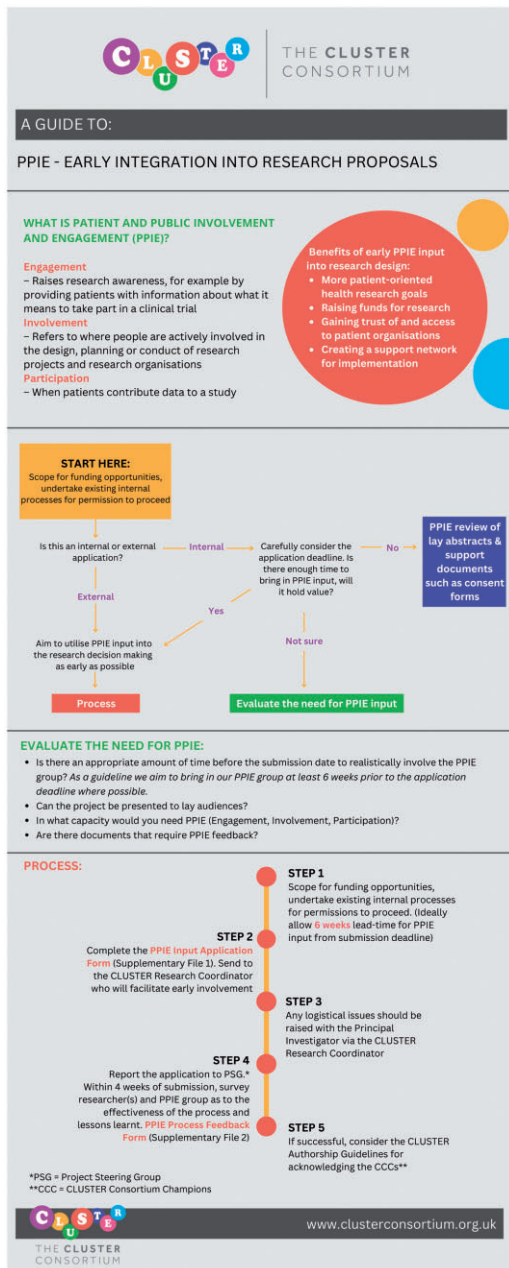 CLUSTER
THE CLUSTER
CONSORTIUM
A GUIDE TO:
PPIE - EARLY INTEGRATION INTO RESEARCH PROPOSALS
WHAT IS PATIENT AND PUBLIC INVOLVEMENT
AND ENGAGEMENT (PPIE)?
Engagement
– Raises research awareness, for example by
providing patients with information about what it
means to take part in a clinical trial
Involvement
– Refers to where people are actively involved in
the design, planning or conduct of research
projects and research organisations
Participation
– When patients contribute data to a study
Benefits of early PPIE input
into research design:
• More patient-oriented
health research goals
• Raising funds for research
• Gaining trust of and access
to patient organisations
• Creating a support network
for implementation
START HERE:
Scope for funding opportunities,
undertake existing internal
processes for permission to proceed
Is this an internal or external
application?
Internal
Carefully consider the
application deadline. Is
there enough time to
bring in PPIE input, will
it hold value?
No
PPIE review of
lay abstracts &
support
documents
such as consent
forms
External
Yes
Not sure
Aim to utilise PPIE input into
the research decision making
as early as possible
Process
Evaluate the need for PPIE input
EVALUATE THE NEED FOR PPIE:
• Is there an appropriate amount of time before the submission date to realistically involve the PPIE
group? As a guideline we aim to bring in our PPIE group at least 6 weeks prior to the application
deadline where possible.
• Can the project be presented to lay audiences?
• In what capacity would you need PPIE (Engagement, Involvement, Participation)?
• Are there documents that require PPIE feedback?
PROCESS:
STEP 1
Scope for funding opportunities,
undertake existing internal processes
for permissions to proceed. (Ideally
allow 6 weeks lead-time for PPIE
input from submission deadline)
STEP 2
Complete the PPIE Input Application
Form (Supplementary File 1). Send to
the CLUSTER Research Coordinator
who will facilitate early involvement
STEP 3
Any logistical issues should be
raised with the Principal
Investigator via the CLUSTER
Research Coordinator
STEP 4
Report the application to PSG.*
Within 4 weeks of submission, survey
researcher(s) and PPIE group as to the
effectiveness of the process and
lessons learnt. PPIE Process Feedback
Form (Supplementary File 2)
STEP 5
If successful, consider the CLUSTER
Authorship Guidelines for
acknowledging the CCCs**
*PSG = Project Steering Group
**CCC = CLUSTER Consortium Champions
CLUSTER
THE CLUSTER
CONSORTIUM
www.clusterconsortium.org.uk